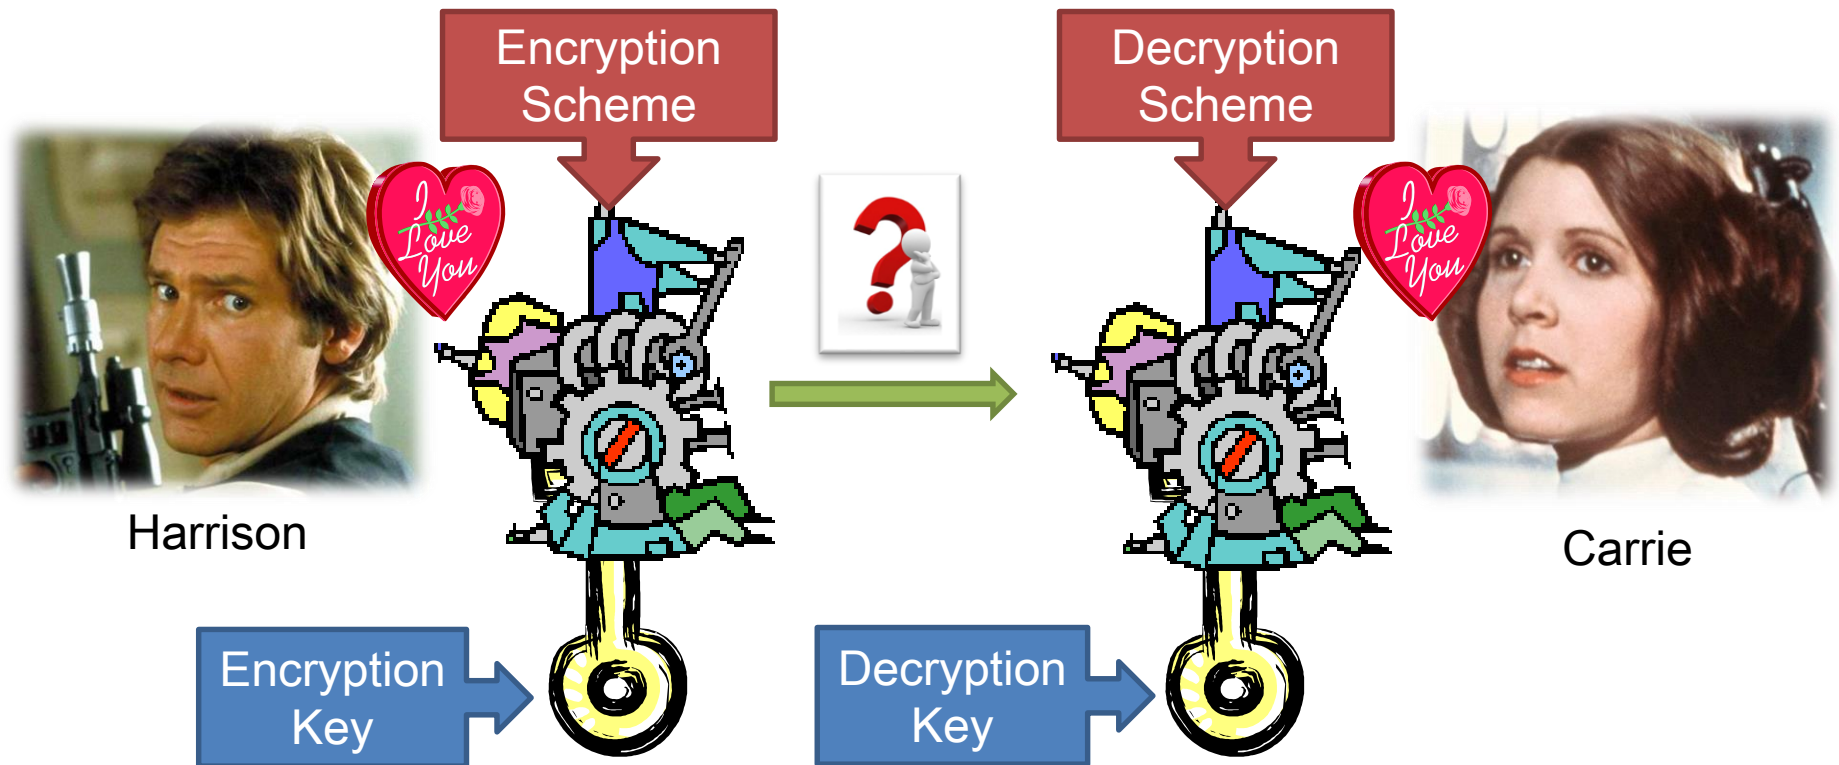 Encryption
Scheme
Decryption
Scheme
I
Love
You
I
Love
You
Harrison
Carrie
Encryption
Key
Decryption
Key